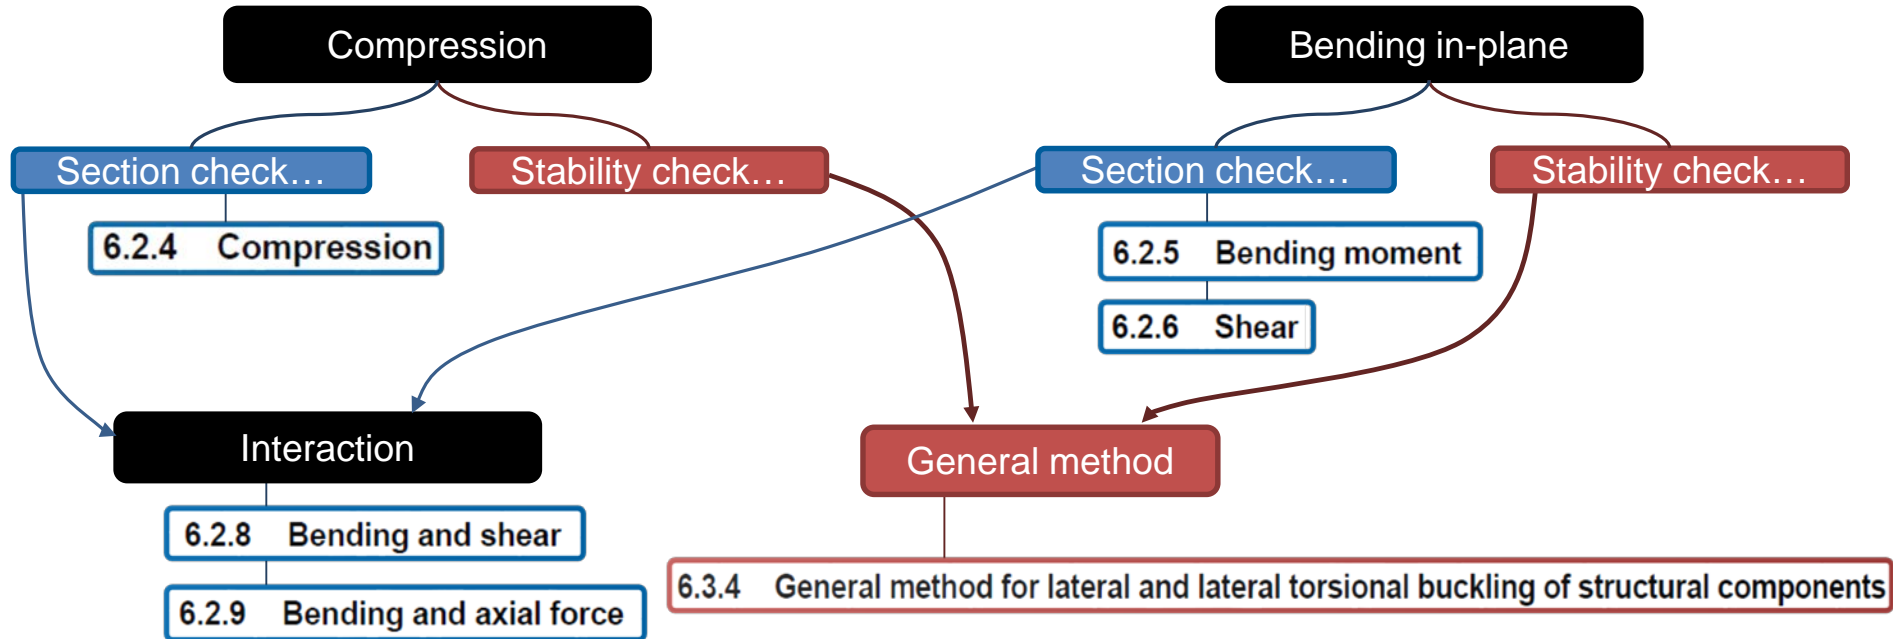 Compression
Bending in-plane
Section check…
Stability check…
Section check…
Stability check…
6.2.4 Compression
6.2.5 Bending moment
6.2.6 Shear
Interaction
General method
6.2.8 Bending and shear
6.3.4 General method for lateral and lateral torsional buckling of structural components
6.2.9 Bending and axial force